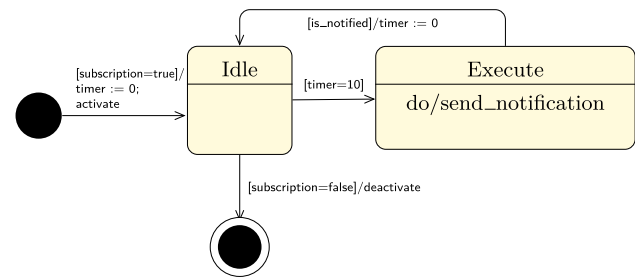 [is_notified]/timer := 0
[subscription=true]/
timer := 0;
activate
Idle
[timer=10]
Execute
do/send_notification
[subscription=false]/deactivate